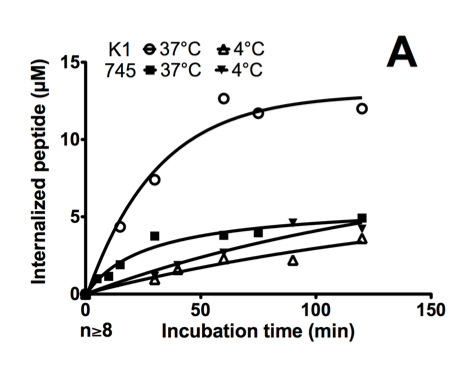 A
K1 37°C 4°C
745 37°C 4°C
Internalized peptide (µM)
15
10
5
0
0 50 100 150
n≥8 Incubation time (min)